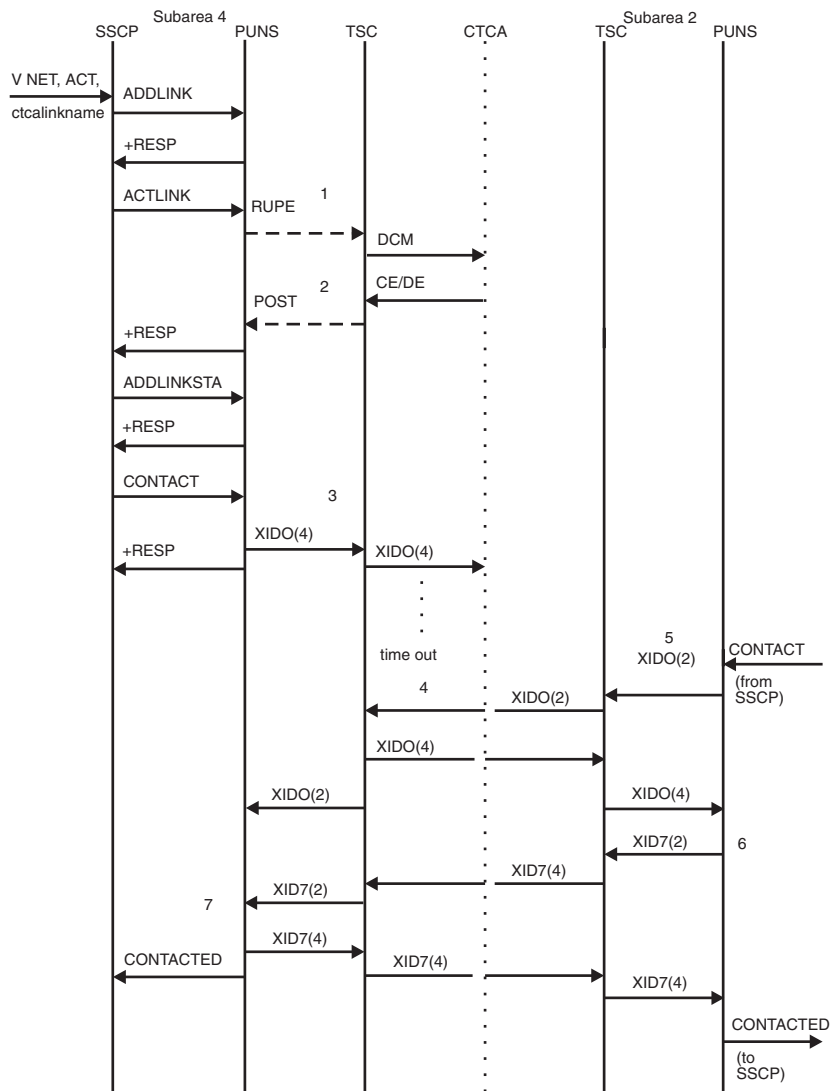 Subarea 4
Subarea 2
SSCP PUNS TSC CTCA TSC PUNS
V NET, ACT,
ADDLINK
ctcalinkname
+RESP
ACTLINK
1
RUPE
DCM
2
CE/DE
POST
+RESP
ADDLINKSTA
+RESP
CONTACT
3
XIDO(4)
+RESP
XIDO(4)
5
time out
XIDO(2)
CONTACT
(from
SSCP)
4
XIDO(2)
XIDO(4)
XIDO(2)
XIDO(4)
XID7(2)
6
XID7(4)
XID7(2)
7
XID7(4)
CONTACTED
XID7(4)
XID7(4)
CONTACTED
(to
SSCP)